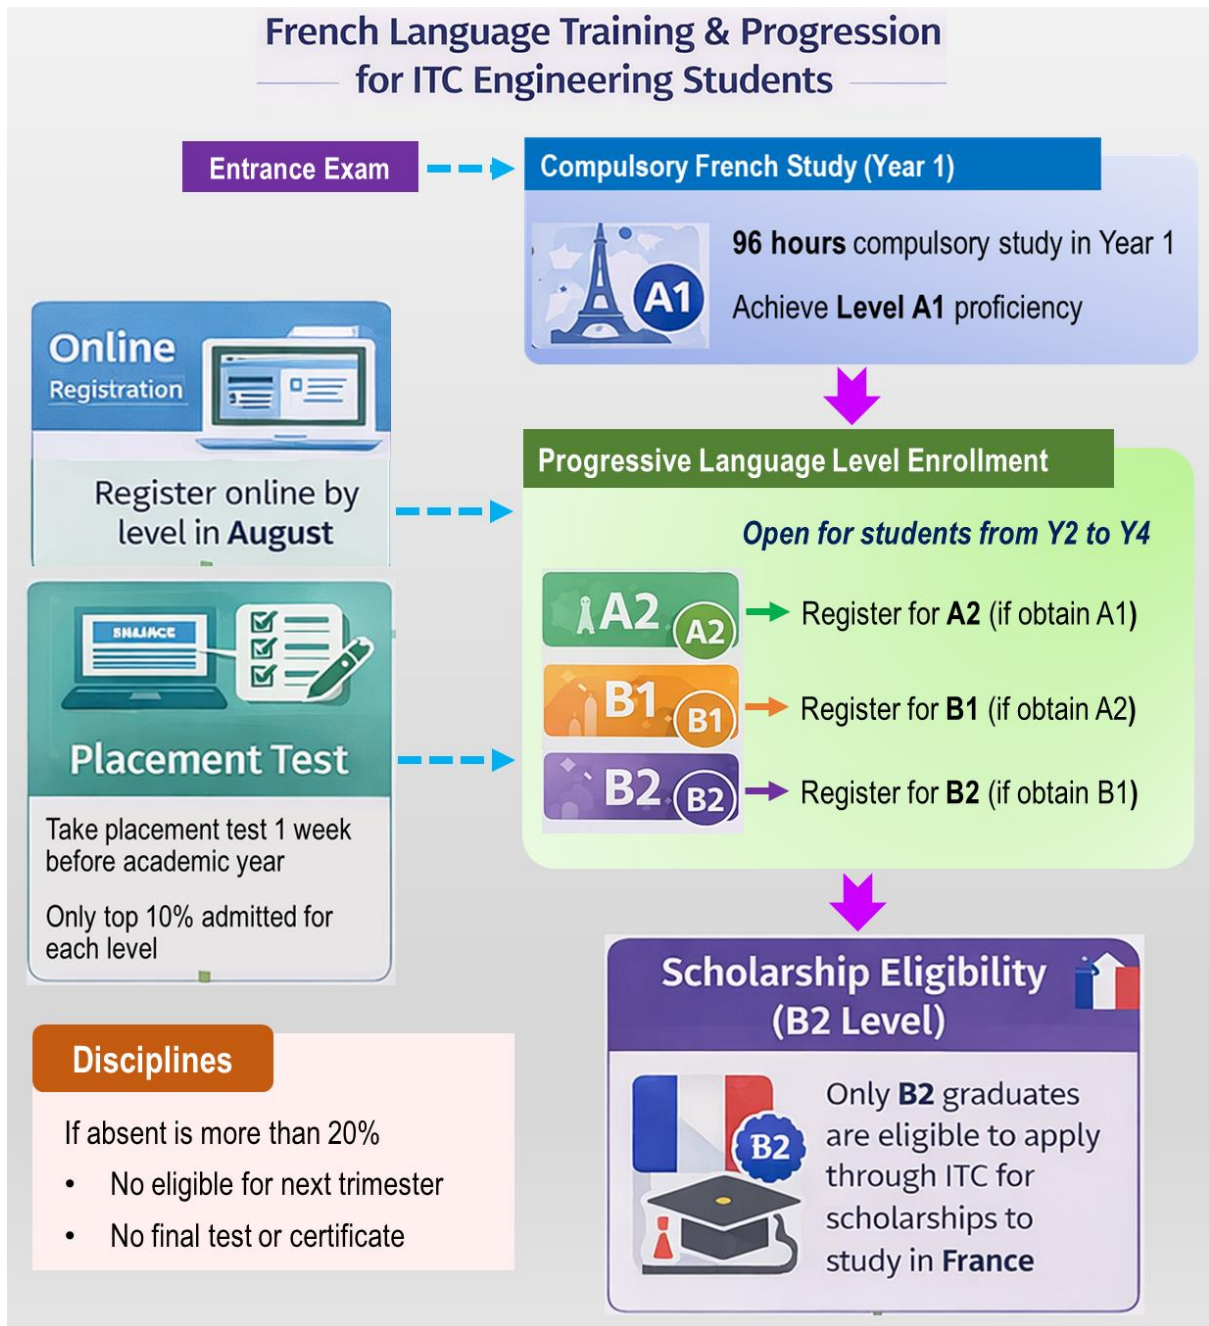 French Language Training & Progression
for ITC Engineering Students
Entrance Exam
Compulsory French Study (Year 1)
A1
96 hours compulsory study in Year 1
Achieve Level A1 proficiency
Online
Registration
Register online by
level in August
Progressive Language Level Enrollment
Open for students from Y2 to Y4
A2
A2
Register for A2 (if obtain A1)
B1
B1
Register for B1 (if obtain A2)
B2
B2
Register for B2 (if obtain B1)
Placement Test
Take placement test 1 week
before academic year
Only top 10% admitted for
each level
Scholarship Eligibility
(B2 Level)
B2
Only B2 graduates
are eligible to apply
through ITC for
scholarships to
study in France
Disciplines
If absent is more than 20%
• No eligible for next trimester
• No final test or certificate